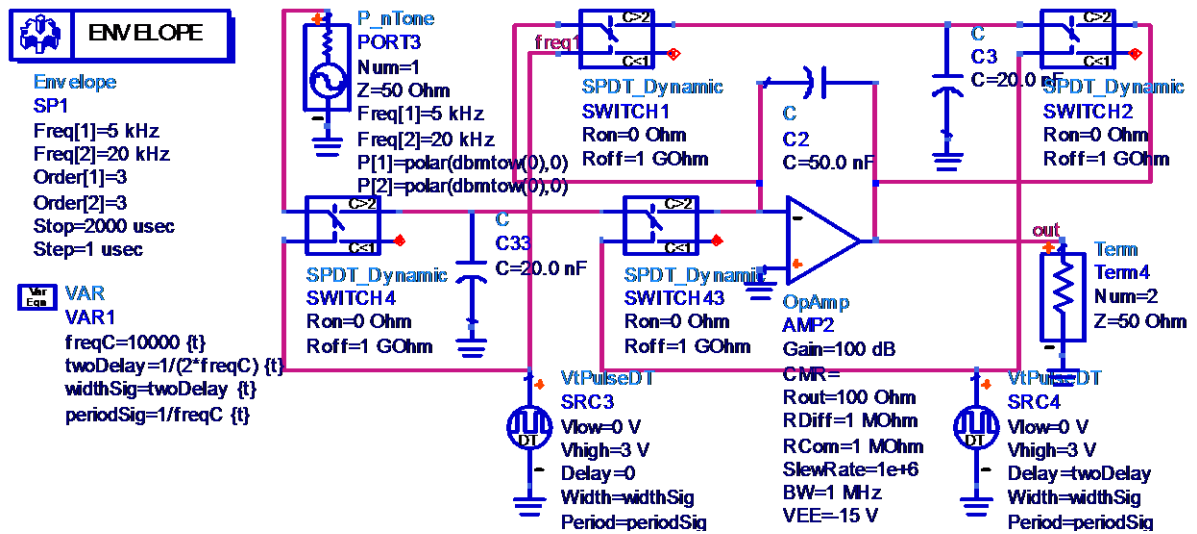 ENVELOPE
Envelope
SP1
Freq[1]=5 kHz
Freq[2]=20 kHz
Order[1]=3
Order[2]=3
Stop=2000 usec
Step=1 usec
Var
Eqn
VAR
VAR1
freqC=10000 {t}
twoDelay=1/(2*freqC) {t}
widthSig=twoDelay {t}
periodSig=1/freqC {t}
P_nTone
PORT3
Num=1
Z=50 Ohm
Freq[1]=5 kHz
Freq[2]=20 kHz
P[1]=polar(dbmtow(0),0)
P[2]=polar(dbmtow(0),0)
freq1
C>2
C<1
SPDT_Dynamic
SWITCH1
Ron=0 Ohm
Roff=1 GOhm
C
C2
C=50.0 nF
C
C3
C=20.0 nF
C>2
C<1
SPDT_Dynamic
SWITCH2
Ron=0 Ohm
Roff=1 GOhm
C>2
C<1
SPDT_Dynamic
SWITCH4
Ron=0 Ohm
Roff=1 GOhm
C
C33
C=20.0 nF
C>2
C<1
SPDT_Dynamic
SWITCH43
Ron=0 Ohm
Roff=1 GOhm
OpAmp
AMP2
Gain=100 dB
CMR=
Rout=100 Ohm
RDiff=1 MOhm
RCom=1 MOhm
SlewRate=1e+6
BW=1 MHz
VEE=-15 V
out
Term
Term4
Num=2
Z=50 Ohm
VtPulseDT
SRC3
Vlow=0 V
Vhigh=3 V
Delay=0
Width=widthSig
Period=periodSig
DT
VtPulseDT
SRC4
Vlow=0 V
Vhigh=3 V
Delay=twoDelay
Width=widthSig
Period=periodSig
DT